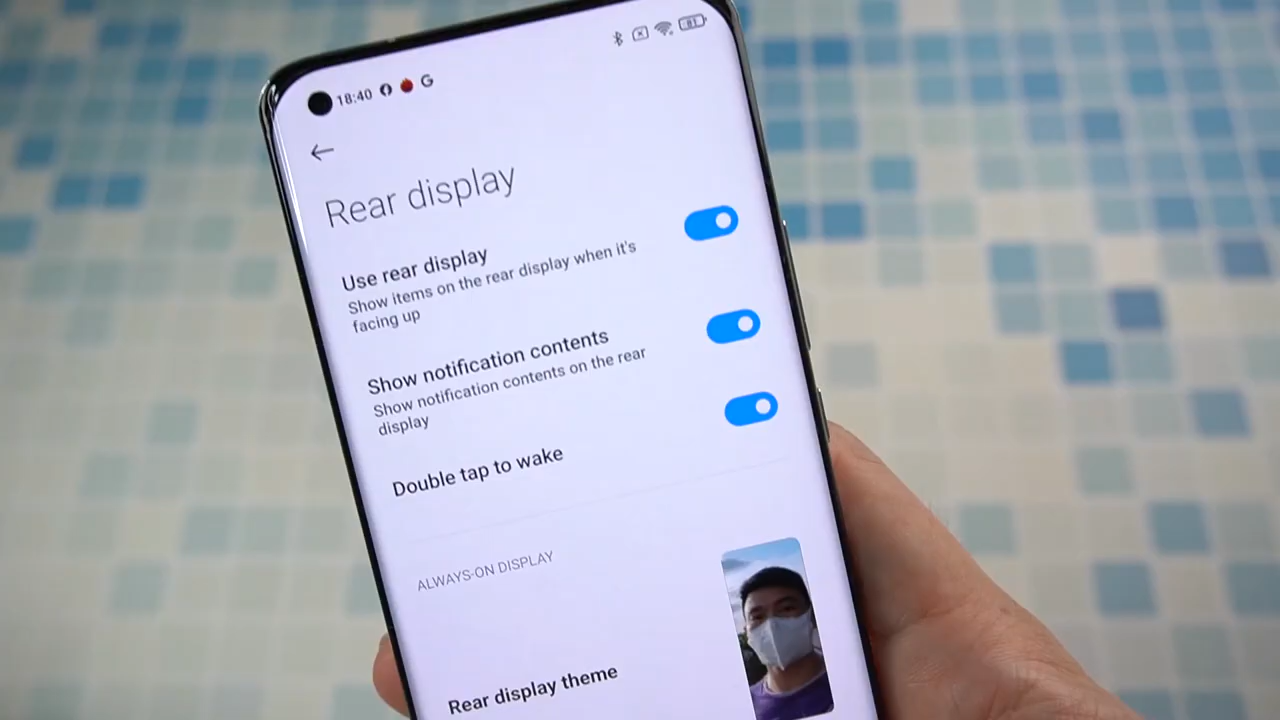 18:40 G
81
Rear display
Use rear display
Show items on the rear display when it's
facing up
Show notification contents
Show notification contents on the rear
display
Double tap to wake
ALWAYS-ON DISPLAY
Rear display theme